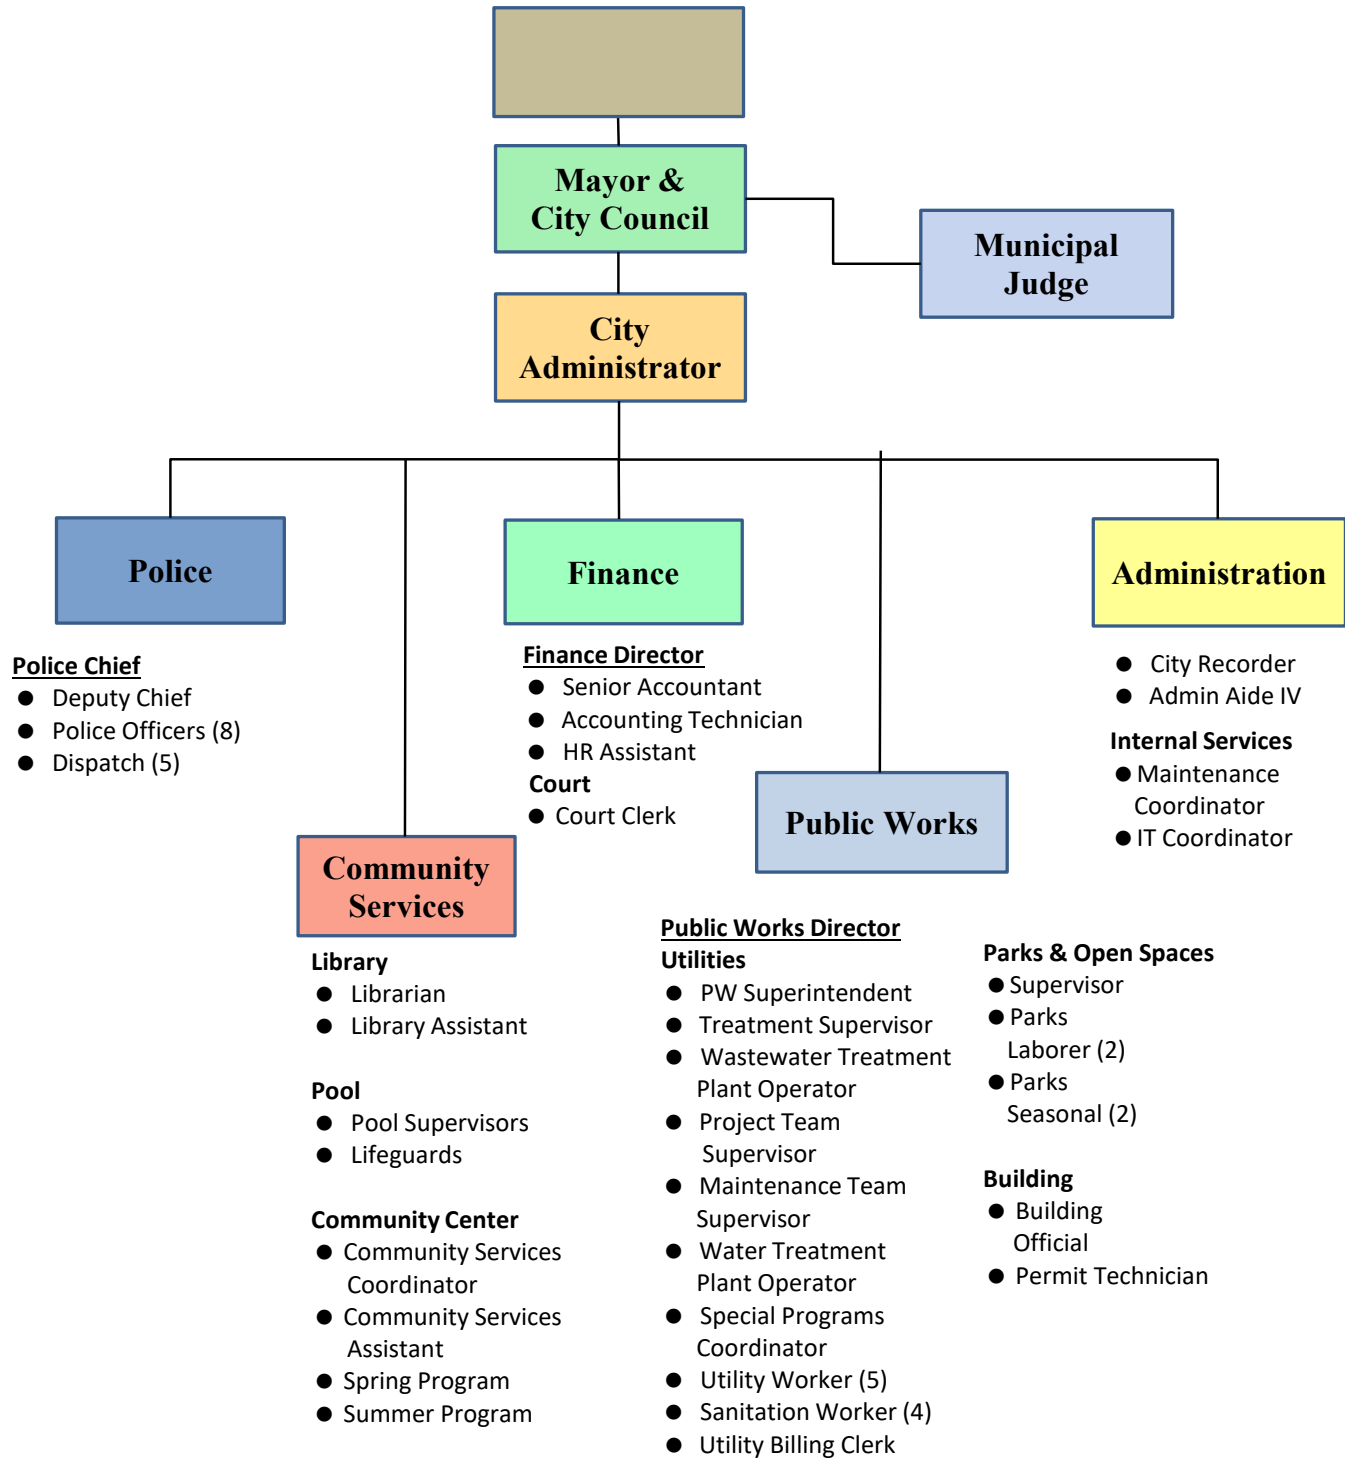 Mayor &
City Council
Municipal
Judge
City
Administrator
Police
Finance
Administration
Police Chief
● Deputy Chief
● Police Officers (8)
● Dispatch (5)
Finance Director
● Senior Accountant
● Accounting Technician
● HR Assistant
Court
● Court Clerk
● City Recorder
● Admin Aide IV
Internal Services
● Maintenance
Coordinator
● IT Coordinator
Community
Services
Public Works
Library
● Librarian
● Library Assistant
Pool
● Pool Supervisors
● Lifeguards
Community Center
● Community Services
Coordinator
● Community Services
Assistant
● Spring Program
● Summer Program
Public Works Director
Utilities
● PW Superintendent
● Treatment Supervisor
● Wastewater Treatment
Plant Operator
● Project Team
Supervisor
● Maintenance Team
Supervisor
● Water Treatment
Plant Operator
● Special Programs
Coordinator
● Utility Worker (5)
● Sanitation Worker (4)
● Utility Billing Clerk
Parks & Open Spaces
● Supervisor
● Parks
Laborer (2)
● Parks
Seasonal (2)
Building
● Building
Official
● Permit Technician